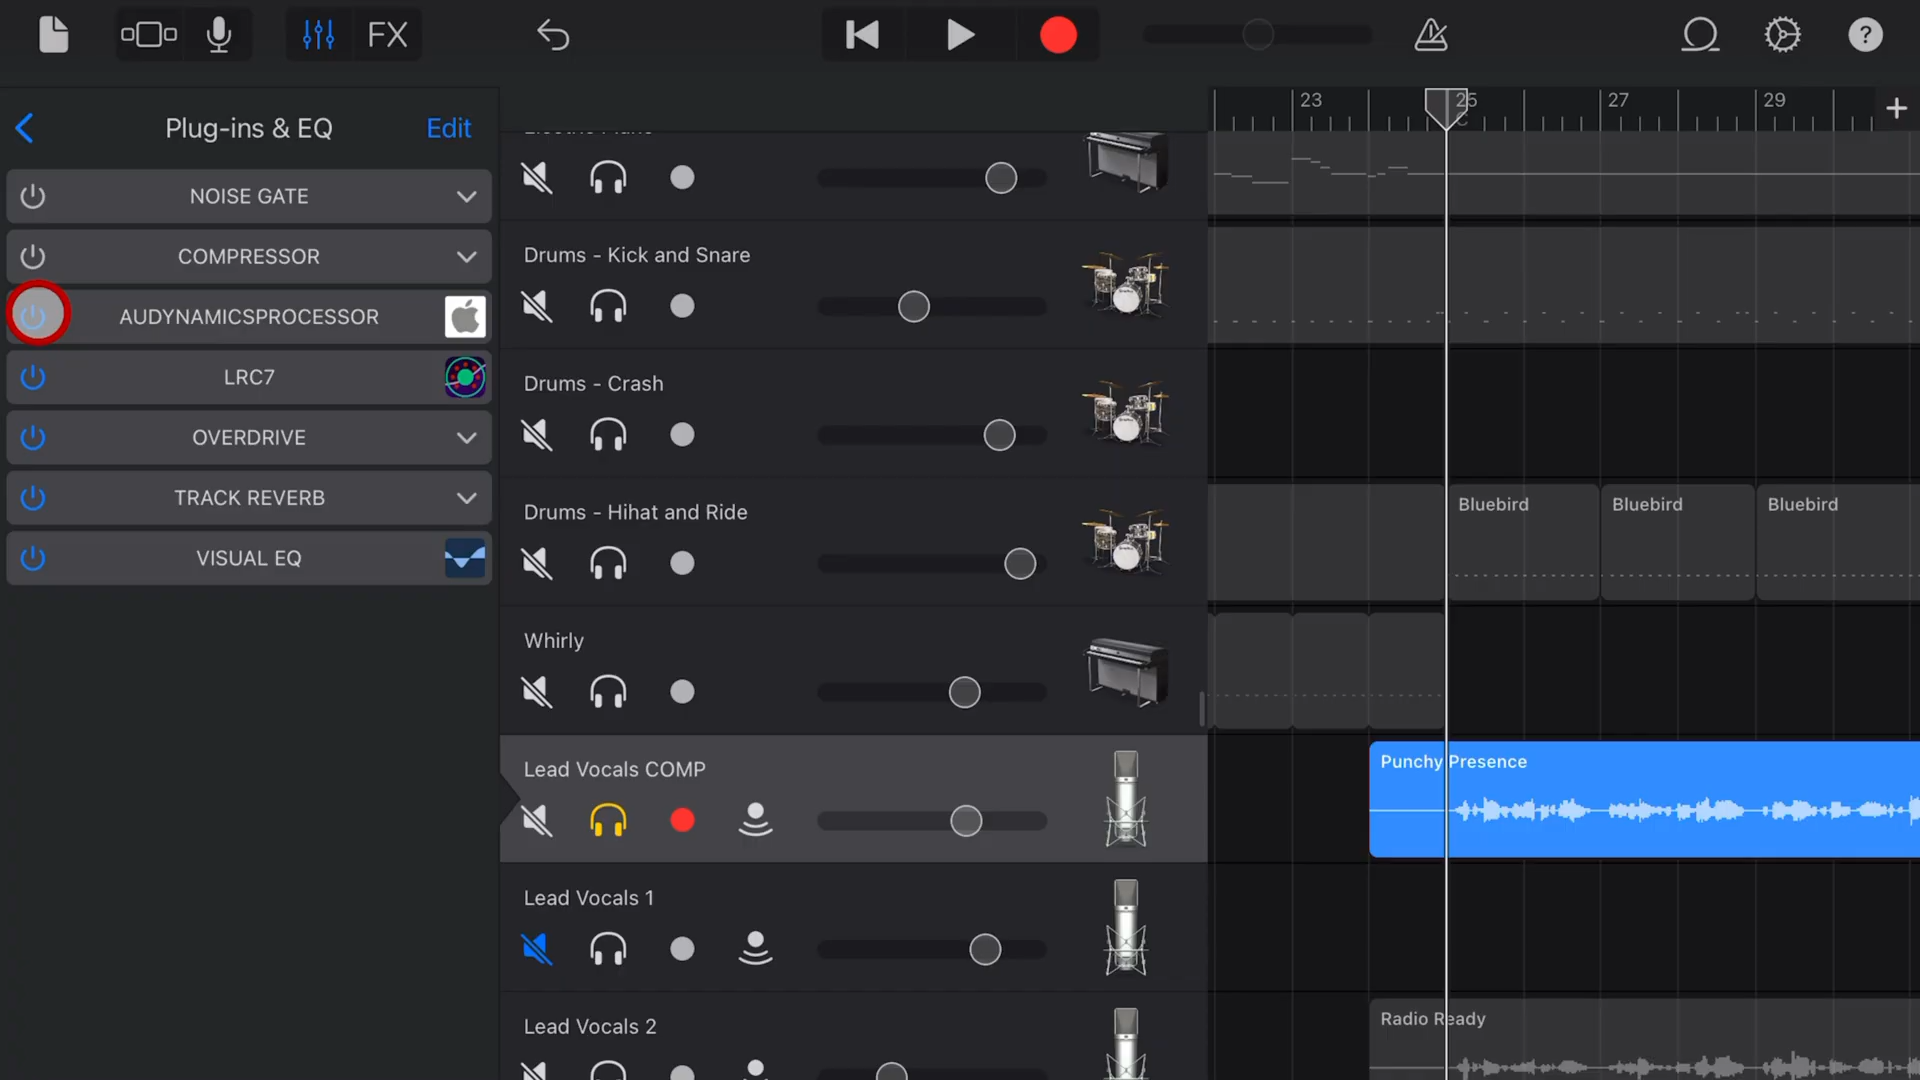 FX
?
Plug-ins & EQ
Edit
NOISE GATE
COMPRESSOR
AUDYNAMICSPROCESSOR
LRC7
OVERDRIVE
TRACK REVERB
VISUAL EQ
Electric Piano
Drums - Kick and Snare
Drums - Crash
Drums - Hihat and Ride
Whirly
Lead Vocals COMP
Lead Vocals 1
Lead Vocals 2
23
25
27
29
+
C
Bluebird
Bluebird
Bluebird
Punchy Presence
Radio Ready